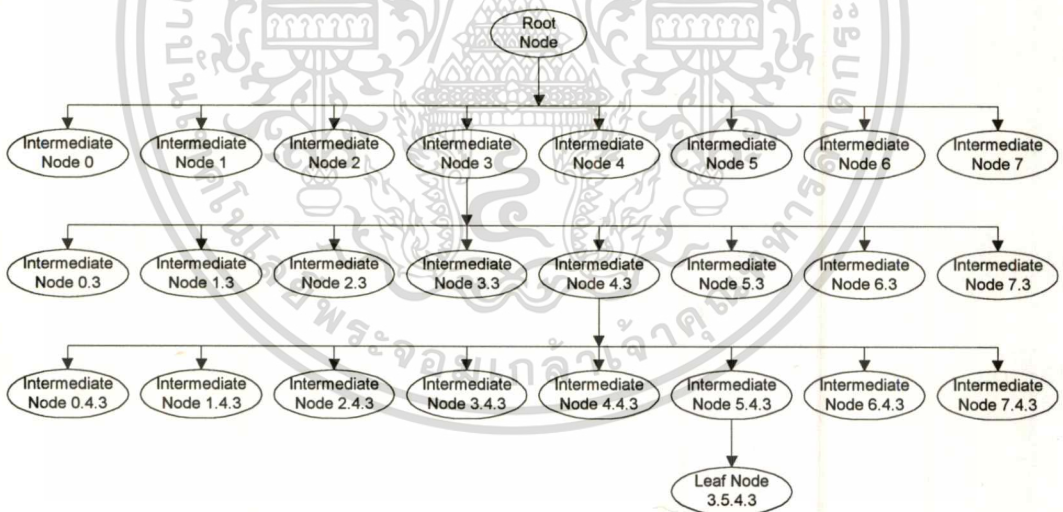 Root
Node
Intermediate
Node 0
Intermediate
Node 1
Intermediate
Node 2
Intermediate
Node 3
Intermediate
Node 4
Intermediate
Node 5
Intermediate
Node 6
Intermediate
Node 7
Intermediate
Node 0.3
Intermediate
Node 1.3
Intermediate
Node 2.3
Intermediate
Node 3.3
Intermediate
Node 4.3
Intermediate
Node 5.3
Intermediate
Node 6.3
Intermediate
Node 7.3
Intermediate
Node 0.4.3
Intermediate
Node 1.4.3
Intermediate
Node 2.4.3
Intermediate
Node 3.4.3
Intermediate
Node 4.4.3
Intermediate
Node 5.4.3
Intermediate
Node 6.4.3
Intermediate
Node 7.4.3
Leaf Node
3.5.4.3